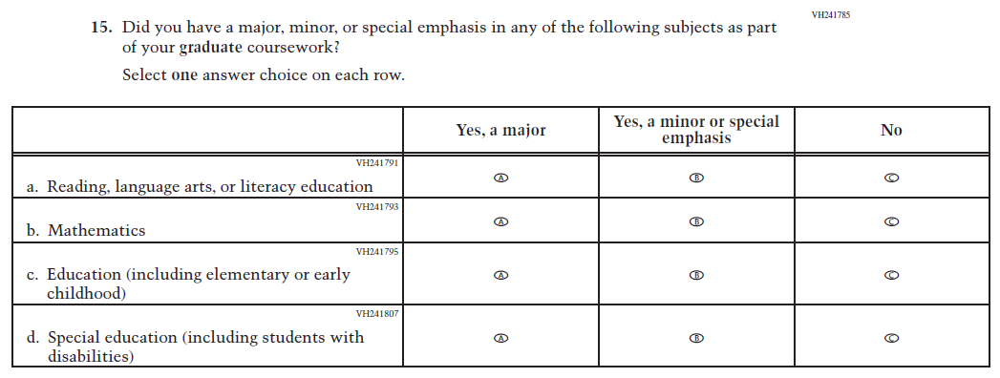 VH241785
15. Did you have a major, minor, or special emphasis in any of the following subjects as part
of your graduate coursework?
Select one answer choice on each row.
Yes, a major
Yes, a minor or special
emphasis
No
VH241791
a. Reading, language arts, or literacy education
A
B
C
VH241793
b. Mathematics
A
B
C
VH241795
c. Education (including elementary or early
childhood)
A
B
C
VH241807
d. Special education (including students with
disabilities)
A
B
C